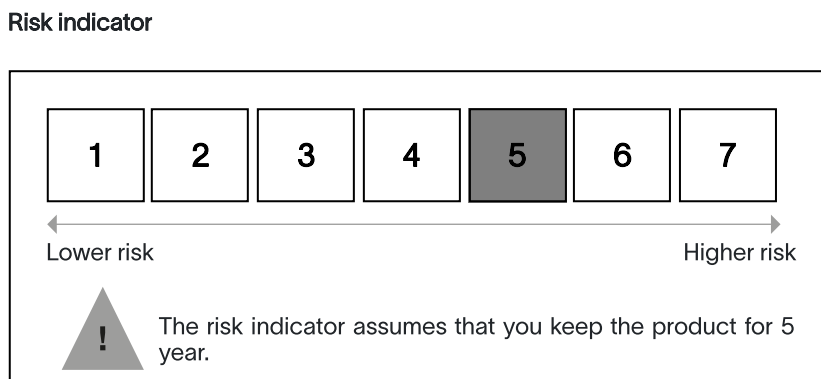 Risk indicator
1 2 3 4 5 6 7
Lower risk Higher risk
!
The risk indicator assumes that you keep the product for 5
year.